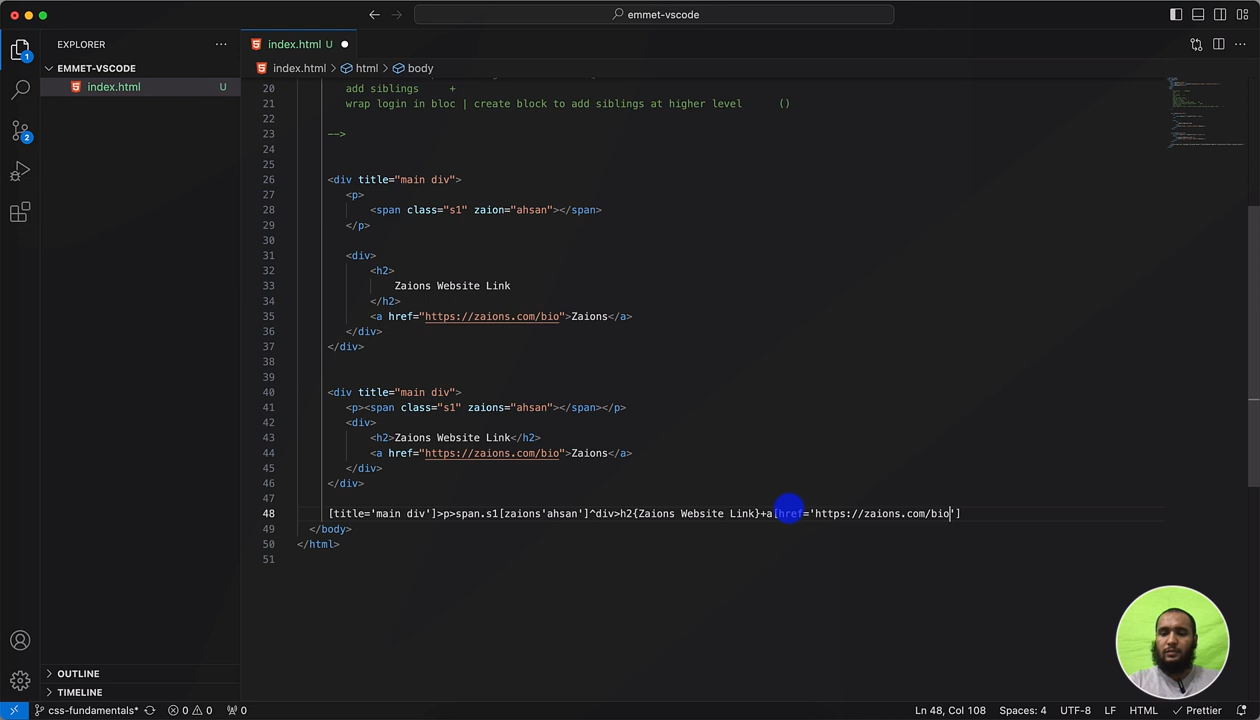 emmet-vscode
EXPLORER
EMMET-VSCODE
index.html U
OUTLINE
TIMELINE
index.html U
index.html > html > body
20 add siblings +
21 wrap login in bloc | create block to add siblings at higher level ()
22
23 -->
24
25
26 <div title="main div">
27 <p>
28 <span class="s1" zaion="ahsan"></span>
29 </p>
30
31 <div>
32 <h2>
33 Zaions Website Link
34 </h2>
35 <a href="https://zaions.com/bio">Zaions</a>
36 </div>
37 </div>
38
39
40 <div title="main div">
41 <p><span class="s1" zaions="ahsan"></span></p>
42 <div>
43 <h2>Zaions Website Link</h2>
44 <a href="https://zaions.com/bio">Zaions</a>
45 </div>
46 </div>
47
48 [title='main div']>p>span.s1[zaions'ahsan']^div>h2{Zaions Website Link}+a[href='https://zaions.com/bio']
49 </body>
50 </html>
51
1
2
css-fundamentals* 0 0 0 Ln 48, Col 108 Spaces: 4 UTF-8 LF HTML Prettier